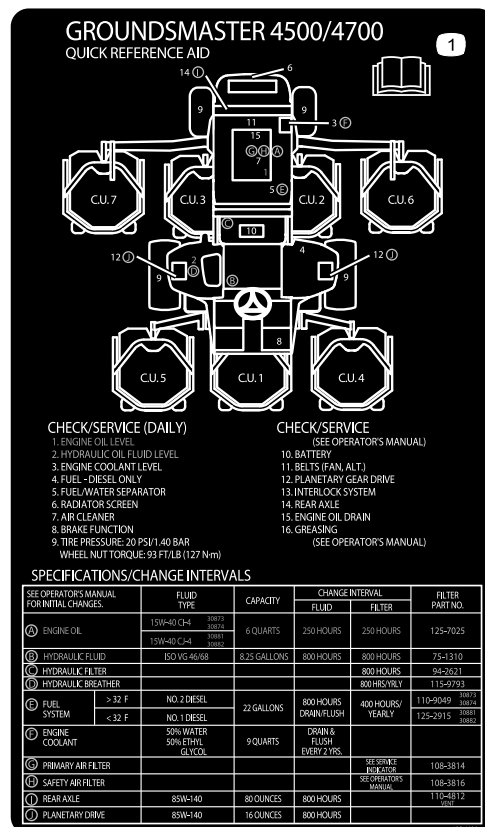 GROUNDSMASTER 4500/4700
QUICK REFERENCE AID
1
14 I
6
9
9
11
3 F
15
G H A
7
1
5 E
C.U. 7
C.U. 3
C.U. 2
C.U. 6
C
10
12 J
2
D
9
B
4
12 J
9
8
C.U. 5
C.U. 1
C.U. 4
CHECK/SERVICE (DAILY)
1. ENGINE OIL LEVEL
2. HYDRAULIC OIL FLUID LEVEL
3. ENGINE COOLANT LEVEL
4. FUEL - DIESEL ONLY
5. FUEL/WATER SEPARATOR
6. RADIATOR SCREEN
7. AIR CLEANER
8. BRAKE FUNCTION
9. TIRE PRESSURE: 20 PSI/1.40 BAR
WHEEL NUT TORQUE: 93 FT/LB (127 N·m)
CHECK/SERVICE
(SEE OPERATOR'S MANUAL)
10. BATTERY
11. BELTS (FAN, ALT.)
12. PLANETARY GEAR DRIVE
13. INTERLOCK SYSTEM
14. REAR AXLE
15. ENGINE OIL DRAIN
16. GREASING
(SEE OPERATOR'S MANUAL)
SPECIFICATIONS/CHANGE INTERVALS
SEE OPERATOR'S MANUAL FOR INITIAL CHANGES. FLUID TYPE CAPACITY CHANGE INTERVAL FLUID FILTER FILTER PART NO.
A ENGINE OIL 15W-40 CI-4 30873 30874 15W-40 CJ-4 30881 30882 6 QUARTS 250 HOURS 250 HOURS 125-7025
B HYDRAULIC FLUID ISO VG 46/68 8.25 GALLONS 800 HOURS 800 HOURS 75-1310
C HYDRAULIC FILTER 800 HOURS 94-2621
D HYDRAULIC BREATHER 800 HRS/YRLY 115-9793
E FUEL SYSTEM > 32 F NO. 2 DIESEL < 32 F NO. 1 DIESEL 22 GALLONS 800 HOURS DRAIN/FLUSH 400 HOURS/ YEARLY 110-9049 30873 30874 125-2915 30881 30882
F ENGINE COOLANT 50% WATER 50% ETHYL GLYCOL 9 QUARTS DRAIN & FLUSH EVERY 2 YRS.
G PRIMARY AIR FILTER SEE SERVICE INDICATOR 108-3814
H SAFETY AIR FILTER SEE OPERATOR'S MANUAL 108-3816
I REAR AXLE 85W-140 80 OUNCES 800 HOURS 110-4812 VENT
J PLANETARY DRIVE 85W-140 16 OUNCES 800 HOURS